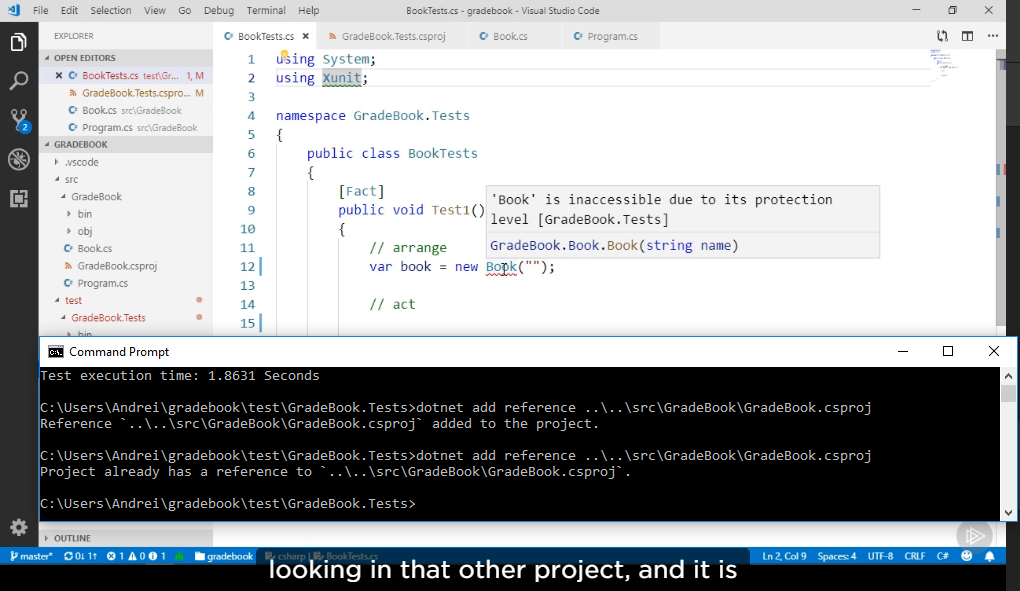 File Edit Selection View Go Debug Terminal Help BookTests.cs - gradebook - Visual Studio Code
EXPLORER
OPEN EDITORS
BookTests.cs test\Gr... 1, M
GradeBook.Tests.cspro... M
Book.cs src\GradeBook
Program.cs src\GradeBook
GRADEBOOK
.vscode
src
GradeBook
bin
obj
Book.cs
GradeBook.csproj
Program.cs
test
GradeBook.Tests
bin
OUTLINE
2
BookTests.cs GradeBook.Tests.csproj Book.cs Program.cs
1 using System;
2 using Xunit;
3
4 namespace GradeBook.Tests
5 {
6 public class BookTests
7 {
8 [Fact]
9 public void Test1()
10 {
11 // arrange
12 var book = new Book("");
13
14 // act
15
'Book' is inaccessible due to its protection
level [GradeBook.Tests]
GradeBook.Book.Book(string name)
Command Prompt
Test execution time: 1.8631 Seconds
C:\Users\Andrei\gradebook\test\GradeBook.Tests>dotnet add reference ..\..\src\GradeBook\GradeBook.csproj
Reference `..\..\src\GradeBook\GradeBook.csproj` added to the project.
C:\Users\Andrei\gradebook\test\GradeBook.Tests>dotnet add reference ..\..\src\GradeBook\GradeBook.csproj
Project already has a reference to `..\..\src\GradeBook\GradeBook.csproj`.
C:\Users\Andrei\gradebook\test\GradeBook.Tests>
master* 0↓ 1↑ 1 0 1 gradebook csharp | BookTests.cs Ln 2, Col 9 Spaces: 4 UTF-8 CRLF C#
looking in that other project, and it is